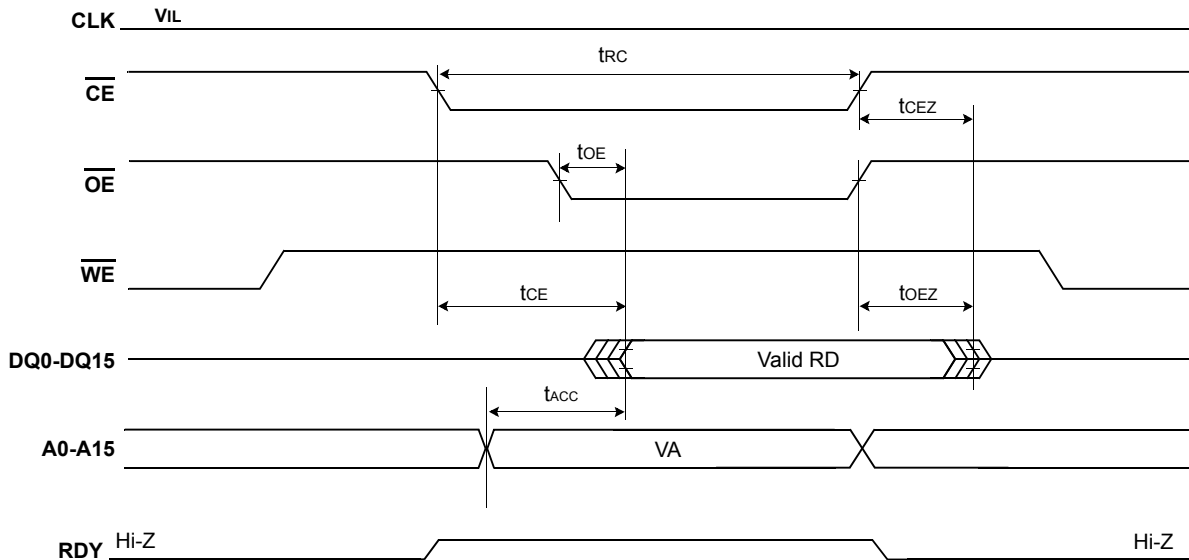 CLK VIL
tRC
CE
tCEZ
tOE
OE
WE
tCE
tOEZ
DQ0-DQ15 Valid RD
tACC
A0-A15 VA
RDY Hi-Z Hi-Z